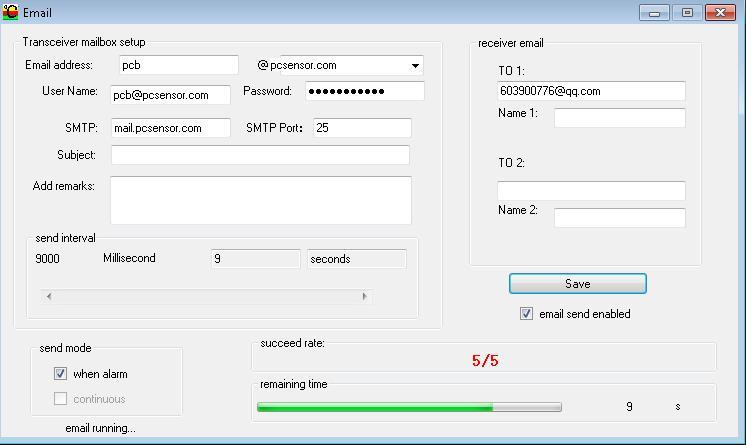 Email
Transceiver mailbox setup
Email address: pcb @ pcsensor.com
User Name: pcb@pcsensor.com Password: ●●●●●●●●●●●
SMTP: mail.pcsensor.com SMTP Port: 25
Subject:
Add remarks:
send interval
9000 Millisecond 9 seconds
receiver email
TO 1:
603900776@qq.com
Name 1:
TO 2:
Name 2:
Save
email send enabled
send mode
when alarm
continuous
email running...
succeed rate:
5/5
remaining time
9 s